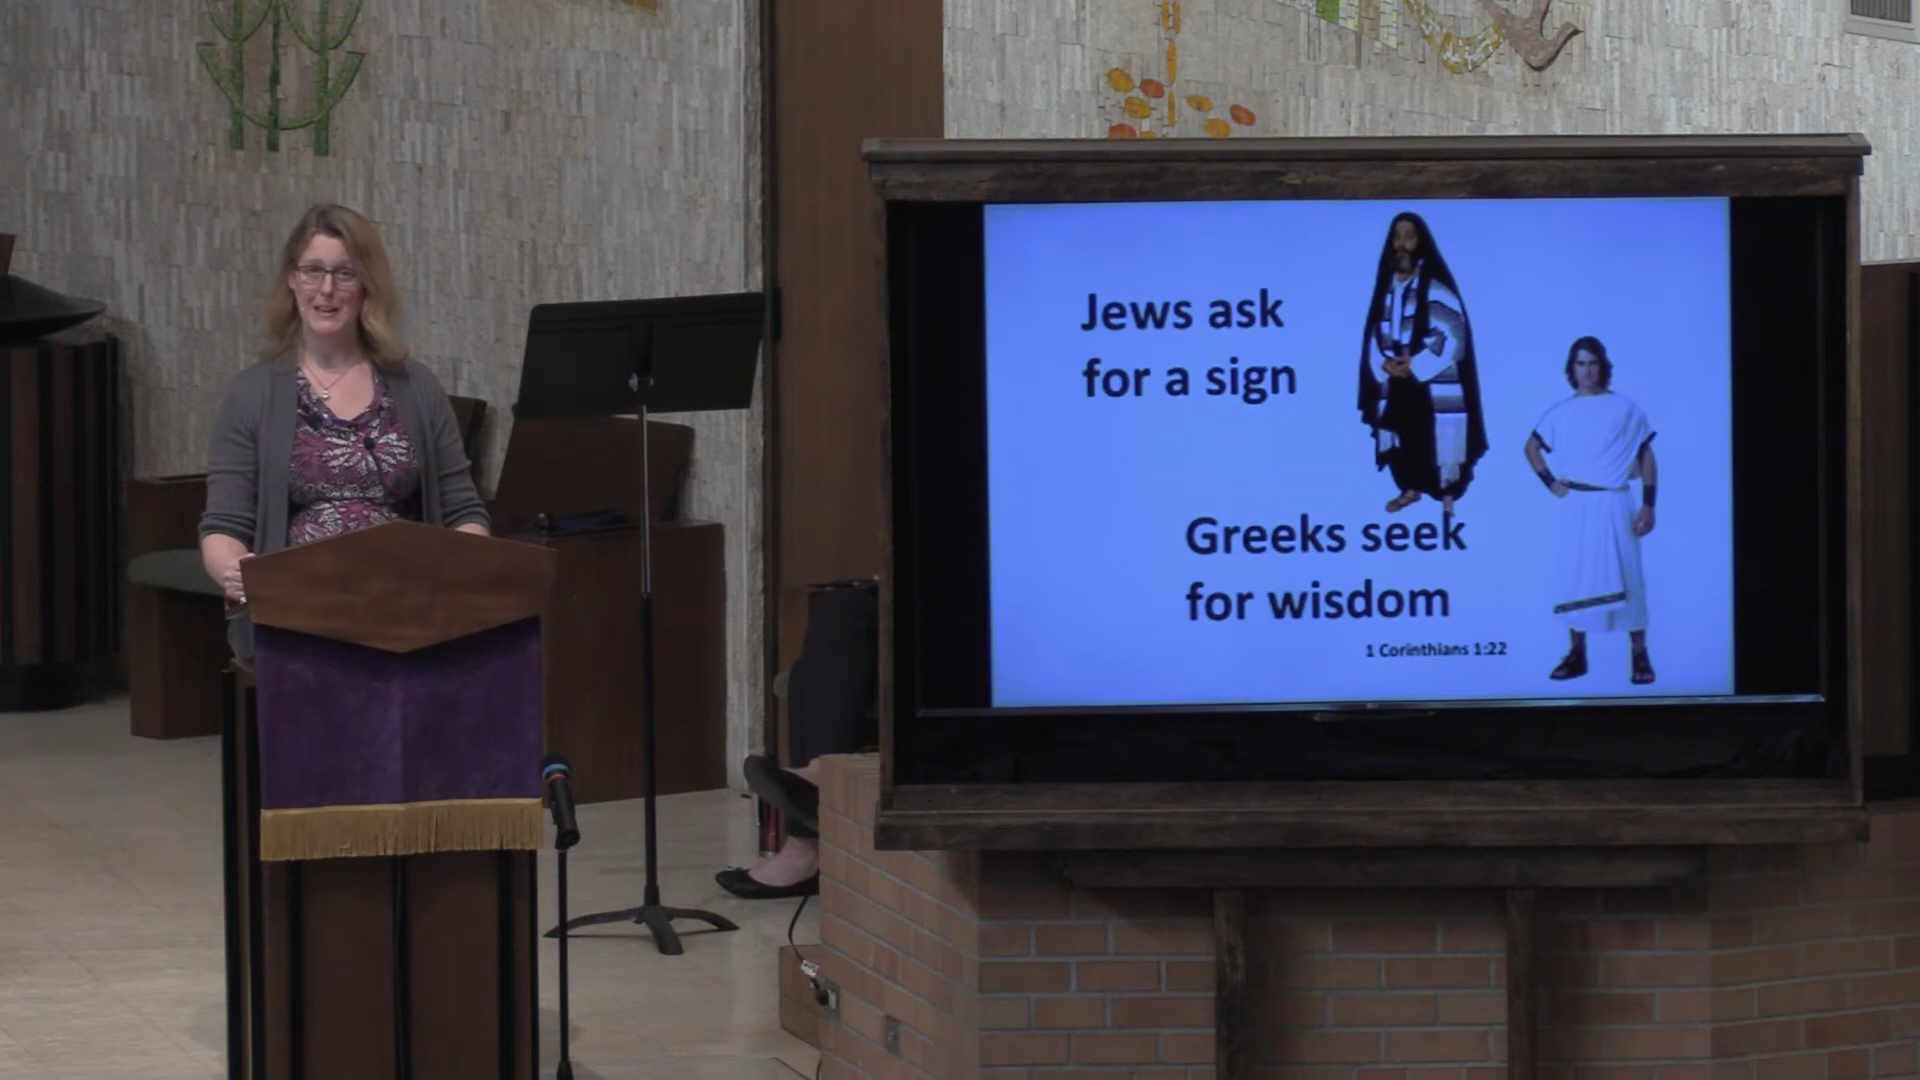 Jews ask
for a sign
Greeks seek
for wisdom
1 Corinthians 1:22